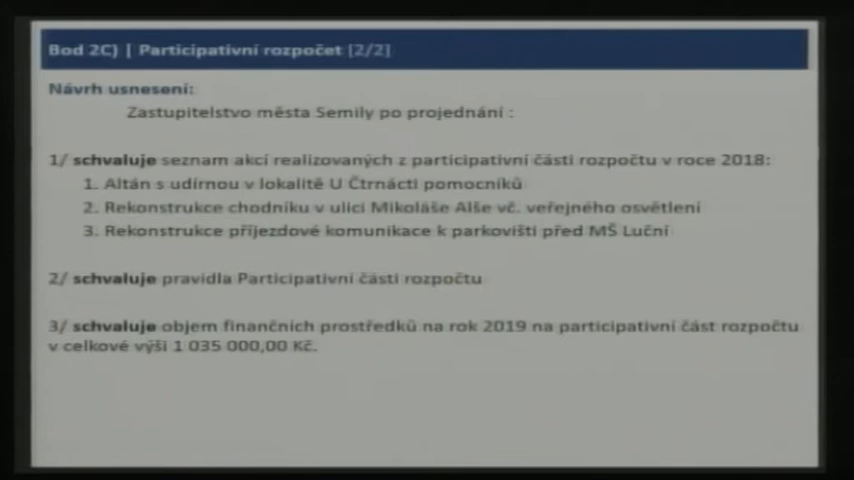 Bod 2C) | Participativní rozpočet [2/2]
Návrh usnesení:
Zastupitelstvo města Semily po projednání :
1/ schvaluje seznam akcí realizovaných z participativní části rozpočtu v roce 2018:
1. Altán s udírnou v lokalitě U Čtrnácti pomocníků
2. Rekonstrukce chodníku v ulici Mikoláše Alše vč. veřejného osvětlení
3. Rekonstrukce příjezdové komunikace k parkovišti před MŠ Luční
2/ schvaluje pravidla Participativní části rozpočtu
3/ schvaluje objem finančních prostředků na rok 2019 na participativní část rozpočtu
v celkové výši 1 035 000,00 Kč.